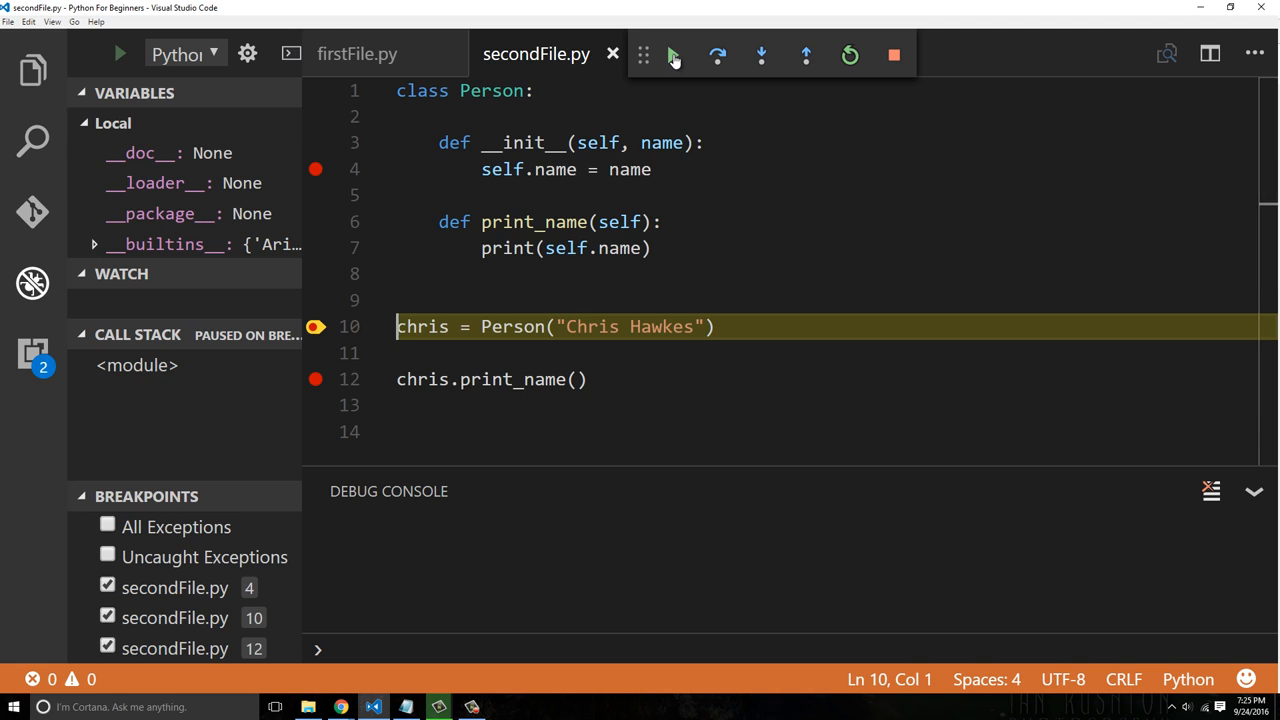 secondFile.py - Python For Beginners - Visual Studio Code
File Edit View Go Help
Python
firstFile.py
secondFile.py
VARIABLES
Local
__doc__: None
__loader__: None
__package__: None
__builtins__: {'Ari...
WATCH
CALL STACK PAUSED ON BRE...
<module>
BREAKPOINTS
All Exceptions
Uncaught Exceptions
secondFile.py 4
secondFile.py 10
secondFile.py 12
2
1 class Person:
2
3 def __init__(self, name):
4 self.name = name
5
6 def print_name(self):
7 print(self.name)
8
9
10 chris = Person("Chris Hawkes")
11
12 chris.print_name()
13
14
DEBUG CONSOLE
0 0
Ln 10, Col 1 Spaces: 4 UTF-8 CRLF Python
I'm Cortana. Ask me anything.
7:25 PM
9/24/2016